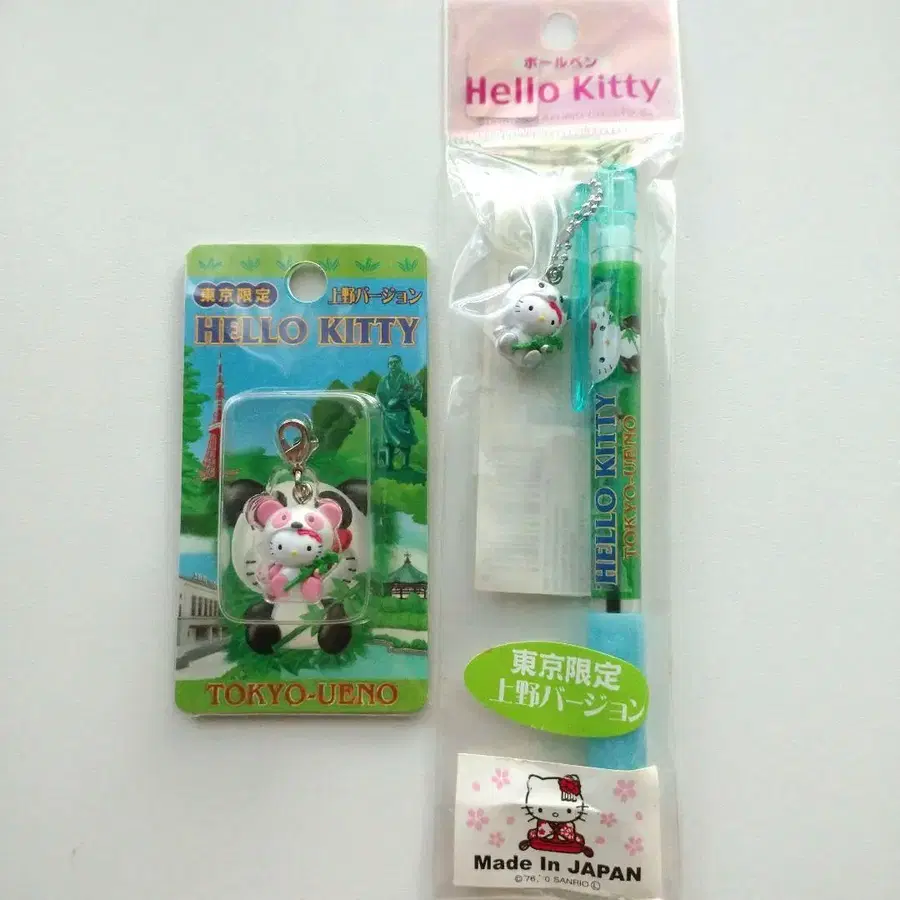 東京限定
上野バージョン
HELLO KITTY
TOKYO-UENO
ボールペン
Hello Kitty
HELLO KITTY
TOKYO-UENO
東京限定
上野バージョン
Made In JAPAN